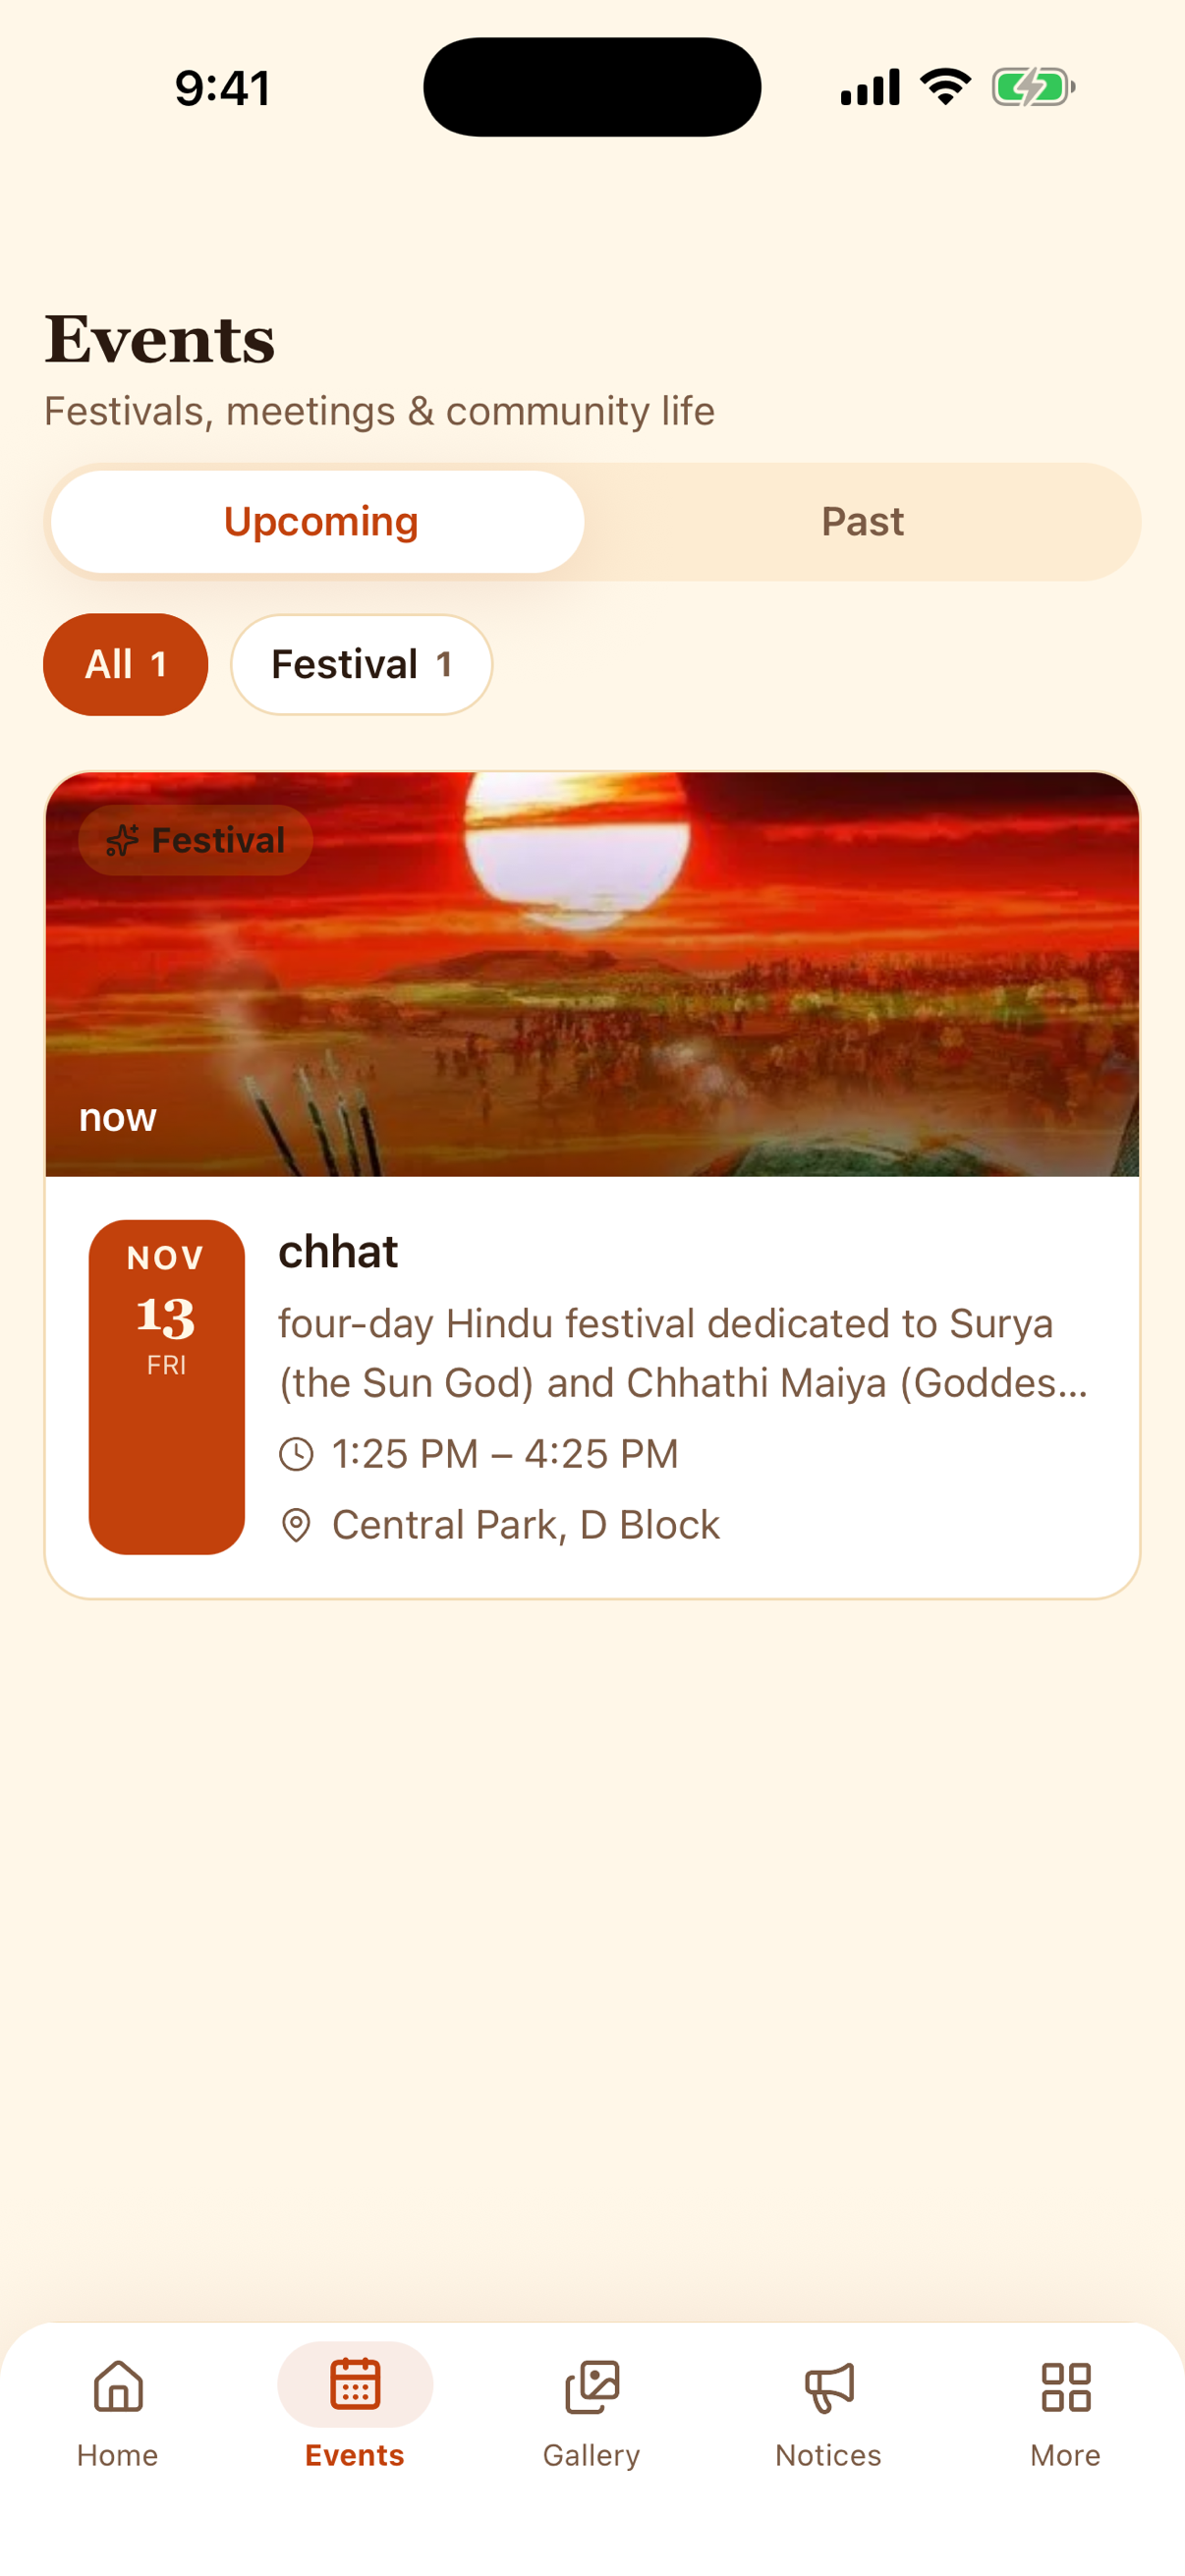 9:41
Events
Festivals, meetings & community life
Upcoming
Past
All 1
Festival 1
Festival
now
NOV
13
FRI
chhat
four-day Hindu festival dedicated to Surya
(the Sun God) and Chhathi Maiya (Goddes...
1:25 PM – 4:25 PM
Central Park, D Block
Home
Events
Gallery
Notices
More